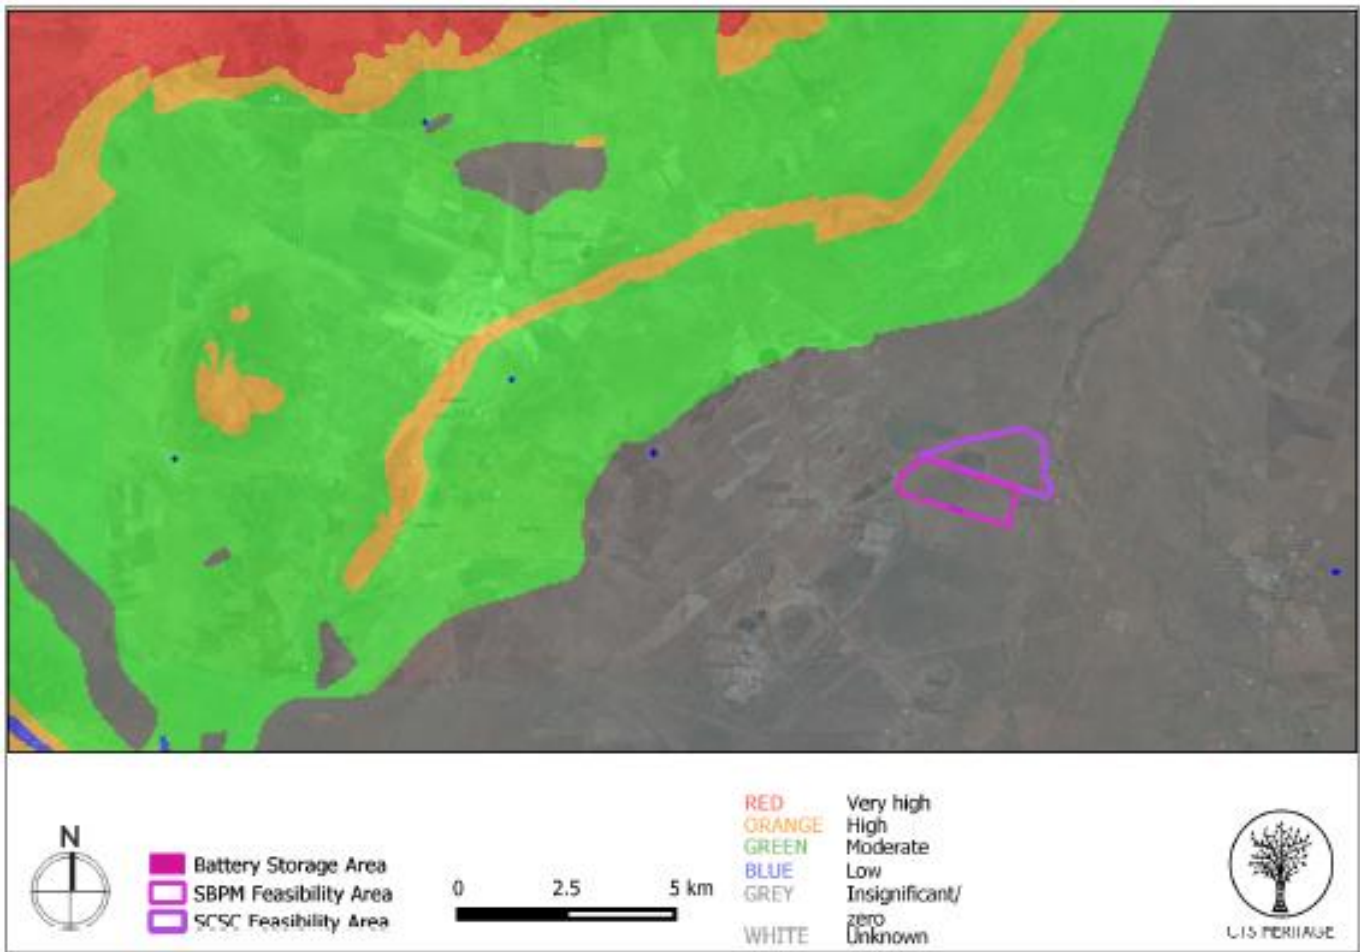 N
Battery Storage Area
SBPM Feasibility Area
SCSC Feasibility Area
0 2.5 5 km
RED Very high
ORANGE High
GREEN Moderate
BLUE Low
GREY Insignificant/
zero
WHITE Unknown
CTS HERITAGE